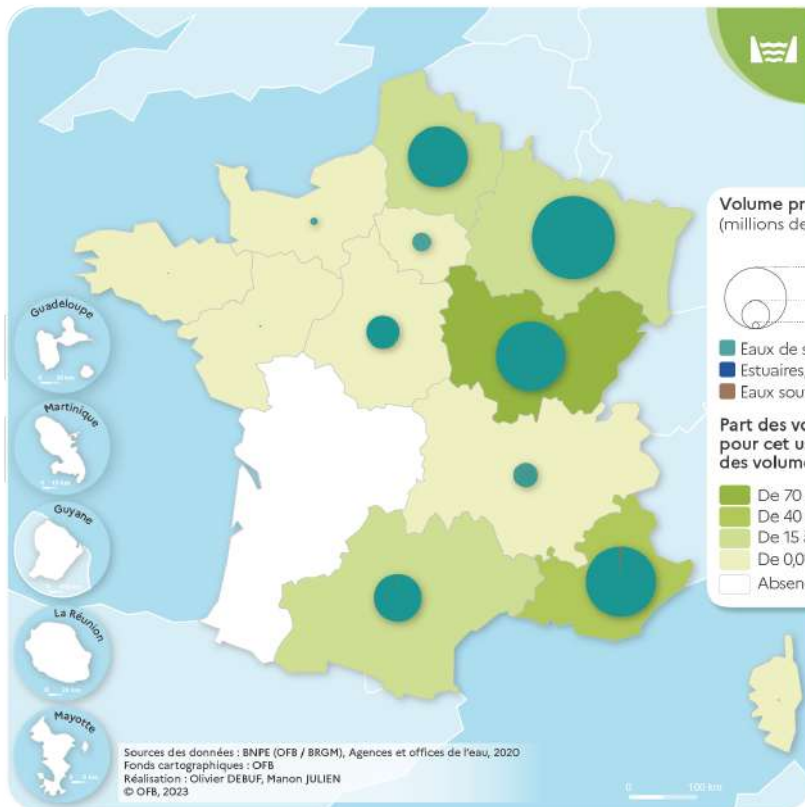 Volume pr
(millions de
Eaux de s
Estuaires,
Eaux sou
Part des vo
pour cet u
des volume
De 70
De 40
De 15 à
De 0,0
Absen
Guadeloupe
Martinique
Guyane
La Réunion
Mayotte
Sources des données : BNPE (OFB / BRGM), Agences et offices de l'eau, 2020
Fonds cartographiques : OFB
Réalisation : Olivier DEBUF, Manon JULIEN
© OFB, 2023
0 100 km